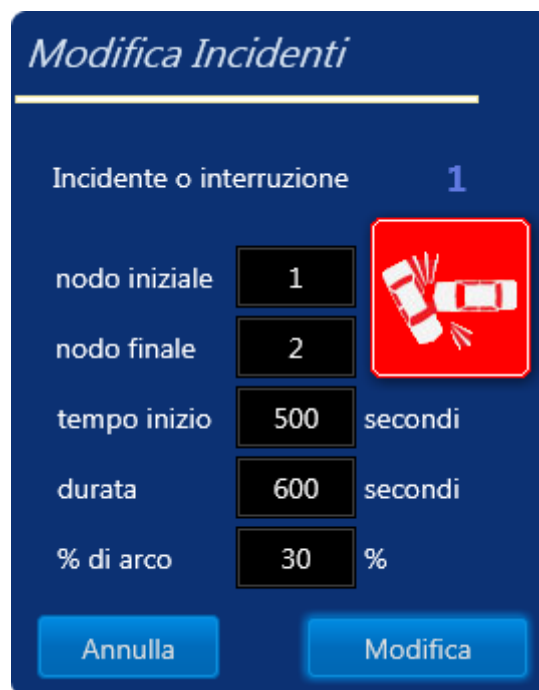 Modifica Incidenti
Incidente o interruzione 1
nodo iniziale 1
nodo finale 2
tempo inizio 500 secondi
durata 600 secondi
% di arco 30 %
Annulla Modifica